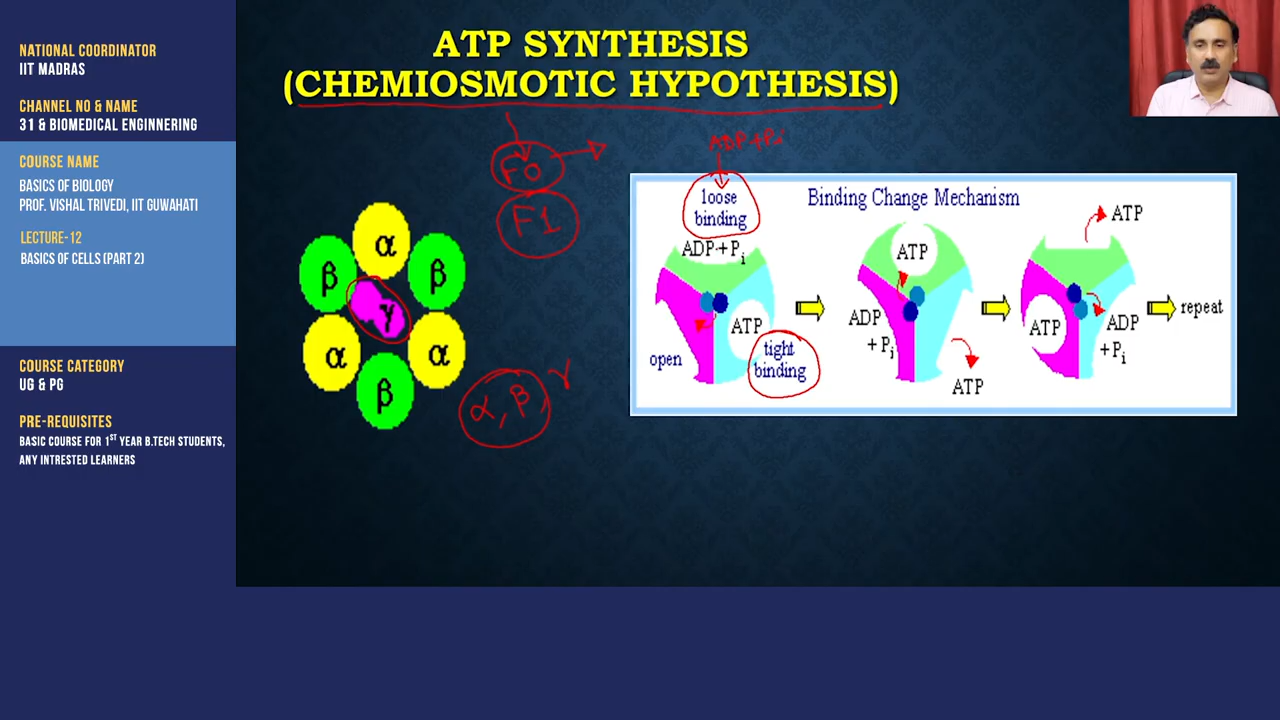 NATIONAL COORDINATOR
IIT MADRAS
CHANNEL NO & NAME
31 & BIOMEDICAL ENGINNERING
COURSE NAME
BASICS OF BIOLOGY
PROF. VISHAL TRIVEDI, IIT GUWAHATI
LECTURE- 12
BASICS OF CELLS (PART 2)
COURSE CATEGORY
UG & PG
PRE-REQUISITES
BASIC COURSE FOR 1ST YEAR B.TECH STUDENTS,
ANY INTRESTED LEARNERS
ATP SYNTHESIS
(CHEMIOSMOTIC HYPOTHESIS)
F0
F1
α
β β
γ
α α
β
α, β, γ
ADP+Pi
loose
binding
Binding Change Mechanism
ADP+Pi
ATP
open
tight
binding
ATP
ADP
+Pi
ATP
ATP
ATP
ADP
+Pi
repeat